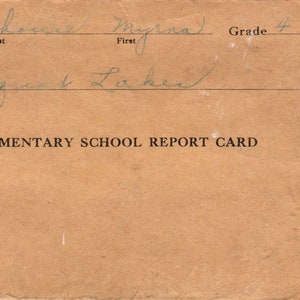 Myrna Grade 4
First
Lakes
MENTARY SCHOOL REPORT CARD